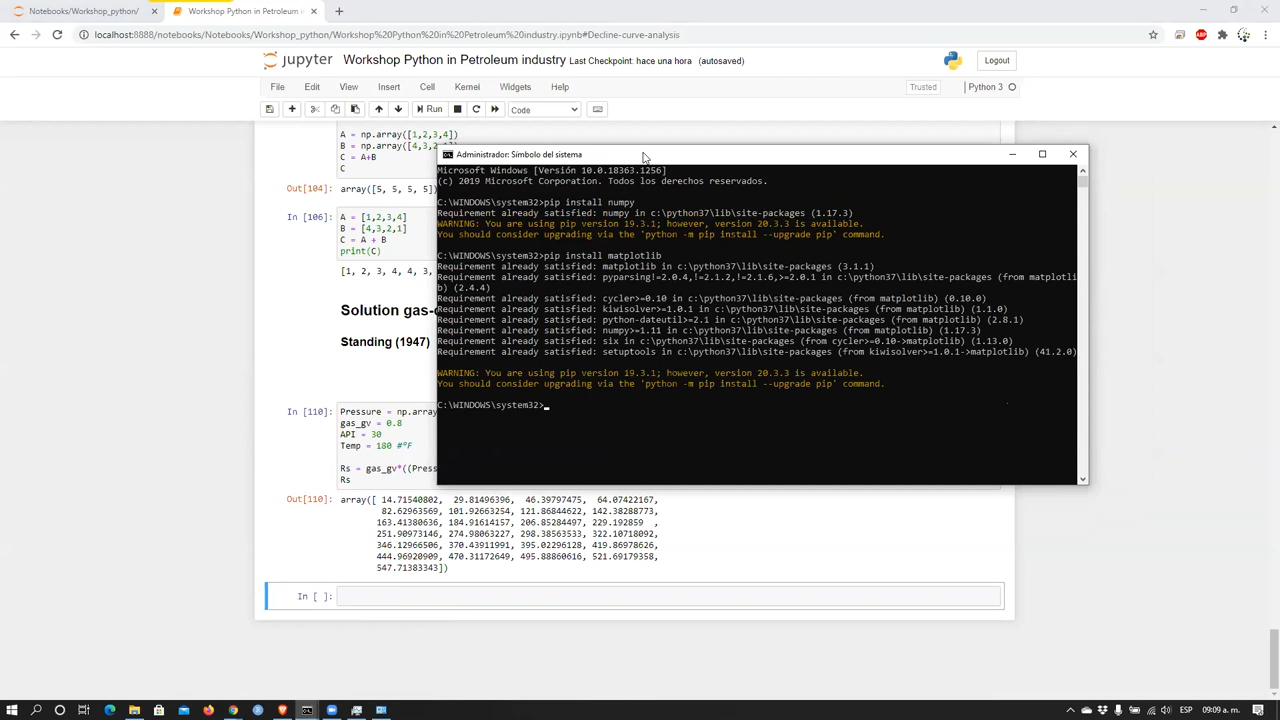 Notebooks/Workshop_python/
Workshop Python in Petroleum in
localhost:8888/notebooks/Notebooks/Workshop_python/Workshop%20Python%20in%20Petroleum%20industry.ipynb#Decline-curve-analysis
ABP
jupyter Workshop Python in Petroleum industry Last Checkpoint: hace una hora (autosaved)
Logout
File Edit View Insert Cell Kernel Widgets Help
Trusted Python 3
Run Code
A = np.array([1,2,3,4])
B = np.array([4,3,2,1
C = A+B
C
Out[104]: array([5, 5, 5, 5])
In [106]: A = [1,2,3,4]
B = [4,3,2,1]
C = A + B
print(C)
[1, 2, 3, 4, 4, 3,
Solution gas-
Standing (1947)
In [110]: Pressure = np.arra
gas_gv = 0.8
API = 30
Temp = 180 #ºF
Rs = gas_gv*((Press
Rs
Out[110]: array([ 14.71540802, 29.81496396, 46.39797475, 64.07422167,
82.62963569, 101.92663254, 121.86844622, 142.38288773,
163.41380636, 184.91614157, 206.85284497, 229.192859 ,
251.90973146, 274.98063227, 298.38563533, 322.10718092,
346.12966506, 370.43911991, 395.02296128, 419.86978626,
444.96920909, 470.31172649, 495.88860616, 521.69179358,
547.71383343])
In [ ]:
Administrador: Símbolo del sistema
Microsoft Windows [Versión 10.0.18363.1256]
(c) 2019 Microsoft Corporation. Todos los derechos reservados.
C:\WINDOWS\system32>pip install numpy
Requirement already satisfied: numpy in c:\python37\lib\site-packages (1.17.3)
WARNING: You are using pip version 19.3.1; however, version 20.3.3 is available.
You should consider upgrading via the 'python -m pip install --upgrade pip' command.
C:\WINDOWS\system32>pip install matplotlib
Requirement already satisfied: matplotlib in c:\python37\lib\site-packages (3.1.1)
Requirement already satisfied: pyparsing!=2.0.4,!=2.1.2,!=2.1.6,>=2.0.1 in c:\python37\lib\site-packages (from matplotli
b) (2.4.4)
Requirement already satisfied: cycler>=0.10 in c:\python37\lib\site-packages (from matplotlib) (0.10.0)
Requirement already satisfied: kiwisolver>=1.0.1 in c:\python37\lib\site-packages (from matplotlib) (1.1.0)
Requirement already satisfied: python-dateutil>=2.1 in c:\python37\lib\site-packages (from matplotlib) (2.8.1)
Requirement already satisfied: numpy>=1.11 in c:\python37\lib\site-packages (from matplotlib) (1.17.3)
Requirement already satisfied: six in c:\python37\lib\site-packages (from cycler>=0.10->matplotlib) (1.13.0)
Requirement already satisfied: setuptools in c:\python37\lib\site-packages (from kiwisolver>=1.0.1->matplotlib) (41.2.0)
WARNING: You are using pip version 19.3.1; however, version 20.3.3 is available.
You should consider upgrading via the 'python -m pip install --upgrade pip' command.
C:\WINDOWS\system32>
ESP 09:09 a. m.